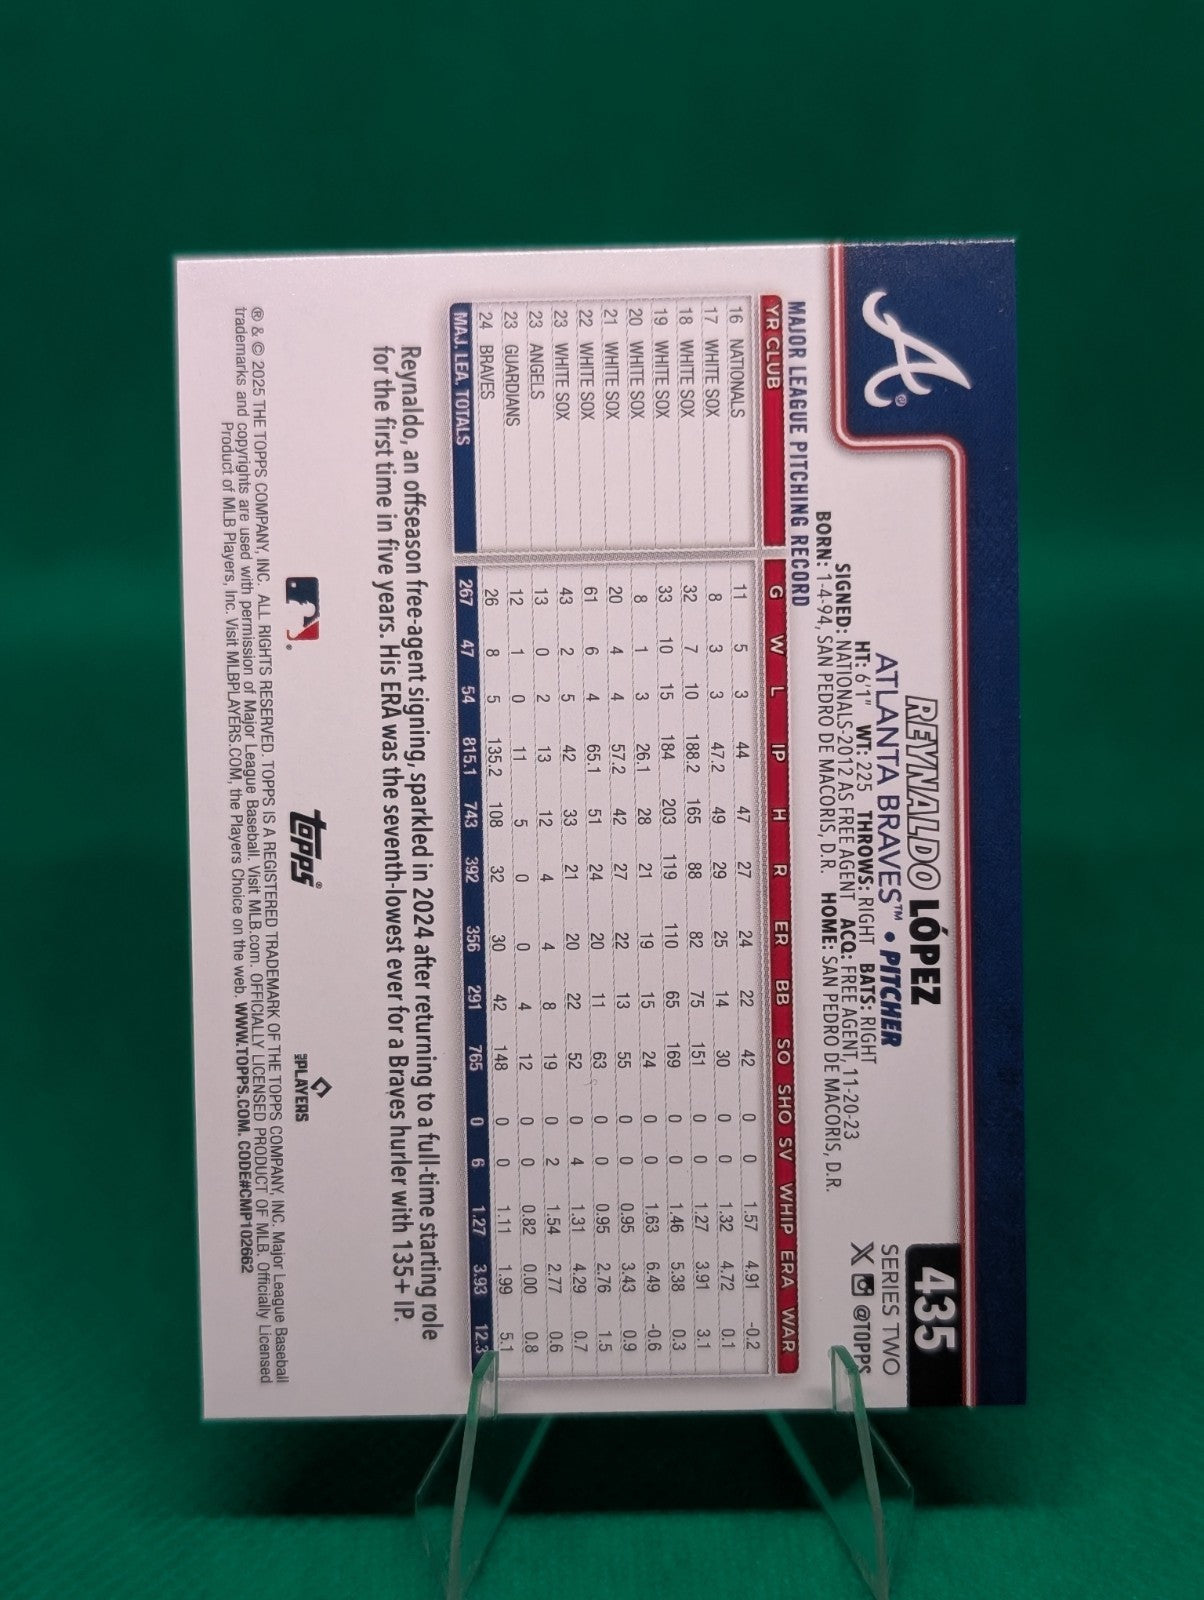 435
SERIES TWO
X @TOPPS
REYNALDO LÓPEZ
ATLANTA BRAVES™ • PITCHER
HT: 6'1" WT: 225 THROWS: RIGHT BATS: RIGHT
SIGNED: NATIONALS-2012 AS FREE AGENT ACQ: FREE AGENT, 11-20-23
BORN: 1-4-94, SAN PEDRO DE MACORIS, D.R. HOME: SAN PEDRO DE MACORIS, D.R.
A®
MAJOR LEAGUE PITCHING RECORD
YR CLUB G W L IP H R ER BB SO SHO SV WHIP ERA WAR
16 NATIONALS 11 5 3 44 47 27 24 22 42 0 0 1.57 4.91 -0.2
17 WHITE SOX 8 3 3 47.2 49 29 25 14 30 0 0 1.32 4.72 0.1
18 WHITE SOX 32 7 10 188.2 165 88 82 75 151 0 0 1.27 3.91 3.1
19 WHITE SOX 33 10 15 184 203 119 110 65 169 0 0 1.46 5.38 0.3
20 WHITE SOX 8 1 3 26.1 28 21 19 15 24 0 0 1.63 6.49 -0.6
21 WHITE SOX 20 4 4 57.2 42 27 22 13 55 0 0 0.95 3.43 0.9
22 WHITE SOX 61 6 4 65.1 51 24 20 11 63 0 0 0.95 2.76 1.5
23 WHITE SOX 43 2 5 42 33 21 20 22 52 0 4 1.31 4.29 0.7
23 ANGELS 13 0 2 13 12 4 4 8 19 0 2 1.54 2.77 0.6
23 GUARDIANS 12 1 0 11 5 0 0 4 12 0 0 0.82 0.00 0.8
24 BRAVES 26 8 5 135.2 108 32 30 42 148 0 0 1.11 1.99 5.1
MAJ. LEA. TOTALS 267 47 54 815.1 743 392 356 291 765 0 6 1.27 3.93 12.3
Reynaldo, an offseason free-agent signing, sparkled in 2024 after returning to a full-time starting role
for the first time in five years. His ERA was the seventh-lowest ever for a Braves hurler with 135+ IP.
topps®
MLB PLAYERS
® & © 2025 THE TOPPS COMPANY, INC. ALL RIGHTS RESERVED. TOPPS IS A REGISTERED TRADEMARK OF THE TOPPS COMPANY, INC. Major League Baseball
trademarks and copyrights are used with permission of Major League Baseball. Visit MLB.com. OFFICIALLY LICENSED PRODUCT OF MLB. Officially Licensed
Product of MLB Players, Inc. Visit MLBPLAYERS.COM, the Players Choice on the web. WWW.TOPPS.COM. CODE#CMP102662